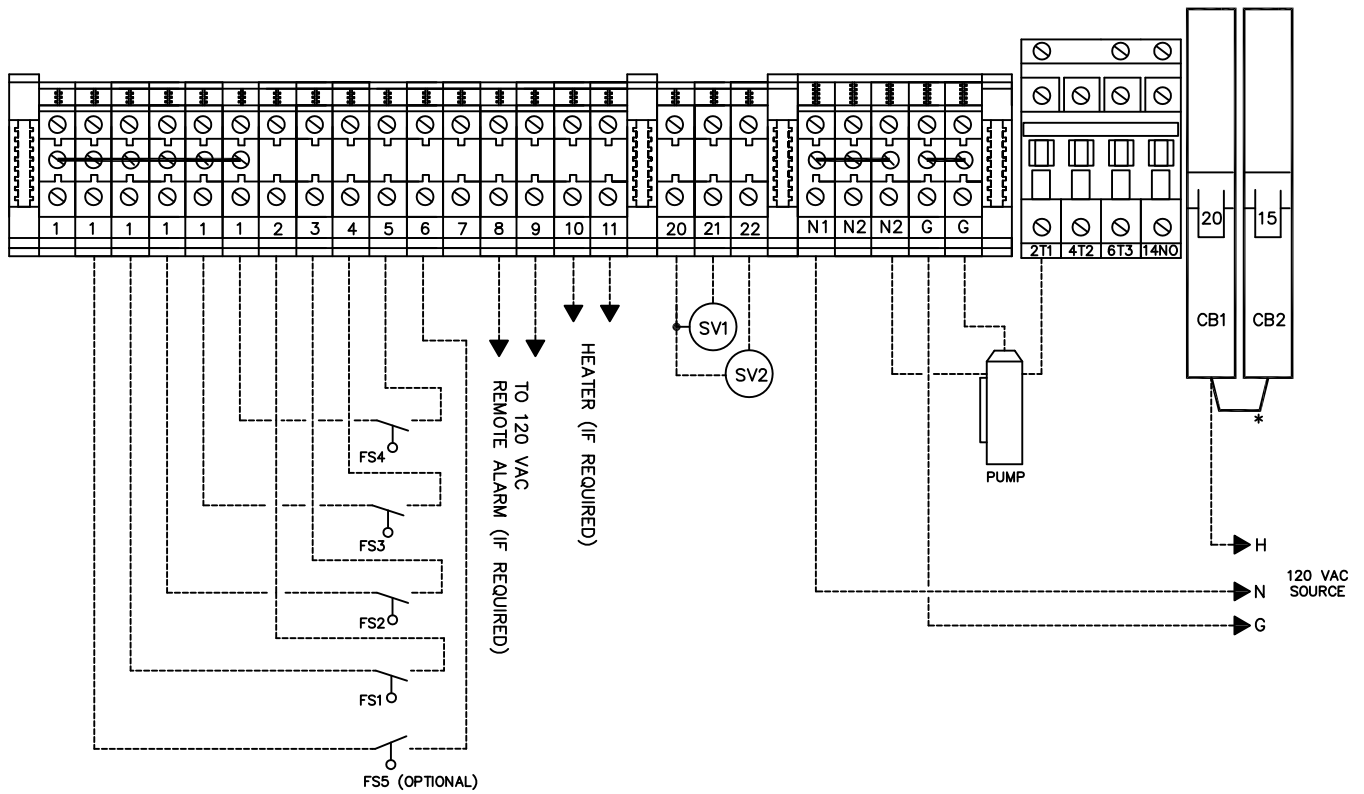 1 1 1 1 1 1 2 3 4 5 6 7 8 9 10 11
20 21 22
N1 N2 N2 G G
2T1 4T2 6T3 14NO
20 15
CB1 CB2
*
SV1
SV2
PUMP
HEATER (IF REQUIRED)
TO 120 VAC
REMOTE ALARM (IF REQUIRED)
FS4
FS3
FS2
FS1
FS5 (OPTIONAL)
H
N
G
120 VAC
SOURCE